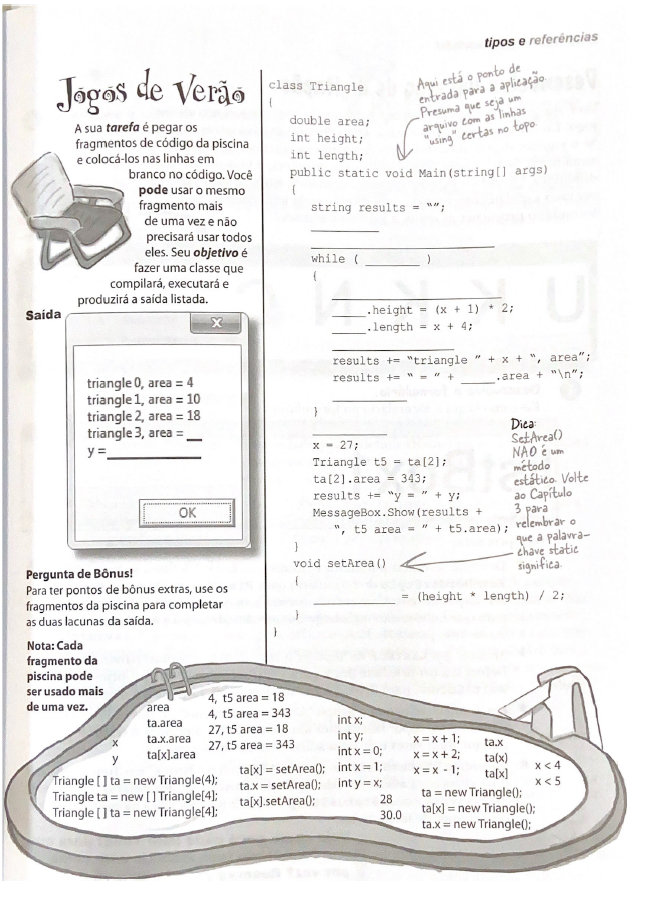 tipos e referências
Jogos de Verão
A sua tarefa é pegar os
fragmentos de código da piscina
e colocá-los nas linhas em
branco no código. Você
pode usar o mesmo
fragmento mais
de uma vez e não
precisará usar todos
eles. Seu objetivo é
fazer uma classe que
compilará, executará e
produzirá a saída listada.
Saída
X
triangle 0, area = 4
triangle 1, area = 10
triangle 2, area = 18
triangle 3, area = __
y = ____________
OK
Pergunta de Bônus!
Para ter pontos de bônus extras, use os
fragmentos da piscina para completar
as duas lacunas da saída.
Nota: Cada
fragmento da
piscina pode
ser usado mais
de uma vez.
class Triangle
{
double area;
int height;
int length;
public static void Main(string[] args)
{
string results = "";
_________
________________________
while ( _______ )
{
______________________
____.height = (x + 1) * 2;
____.length = x + 4;
________________
results += "triangle " + x + ", area";
results += " = " + ____.area + "\n";
________________
}
__________
x = 27;
Triangle t5 = ta[2];
ta[2].area = 343;
results += "y = " + y;
MessageBox.Show(results +
", t5 area = " + t5.area);
}
void setArea()
{
___________ = (height * length) / 2;
}
}
Aqui está o ponto de
entrada para a aplicação.
Presuma que seja um
arquivo com as linhas
"using" certas no topo.
Dica:
SetArea()
NÃO é um
método
estático. Volte
ao Capítulo
3 para
relembrar o
que a palavra-
chave static
significa.
x
y
area
ta.area
ta.x.area
ta[x].area
4, t5 area = 18
4, t5 area = 343
27, t5 area = 18
27, t5 area = 343
int x;
int y;
int x = 0;
int x = 1;
int y = x;
x = x + 1;
x = x + 2;
x = x - 1;
ta.x
ta(x)
ta[x]
x < 4
x < 5
Triangle [ ] ta = new Triangle(4);
Triangle ta = new [ ] Triangle[4];
Triangle [ ] ta = new Triangle[4];
ta[x] = setArea();
ta.x = setArea();
ta[x].setArea();
28
30.0
ta = new Triangle();
ta[x] = new Triangle();
ta.x = new Triangle();